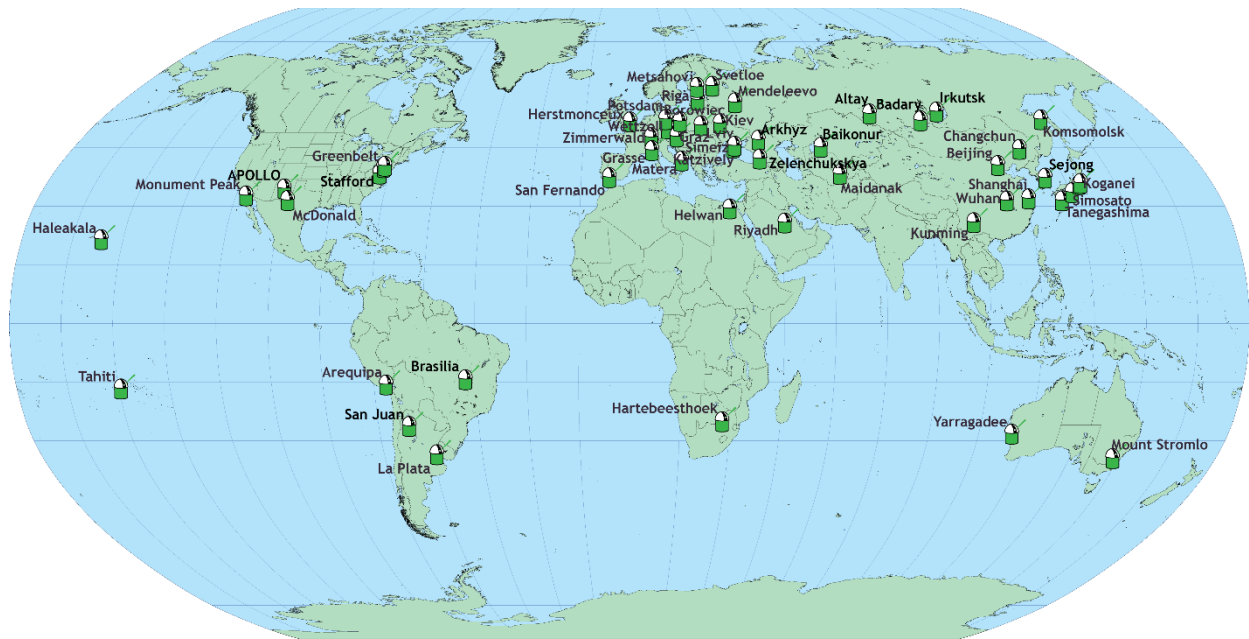 Metsahovi
Svetloe
Riga
Mendeleevo
Potsdam
Borowiec
Herstmonceux
Kiev
Wettzell
Lviv
Zimmerwald
Graz
Simeiz
Grasse
Katzively
Matera
San Fernando
Arkhyz
Zelenchukskya
Baikonur
Maidanak
Altay
Badary
Irkutsk
Komsomolsk
Changchun
Beijing
Sejong
Shanghai
Wuhan
Koganei
Simosato
Tanegashima
Kunming
Helwan
Riyadh
Greenbelt
APOLLO
Stafford
Monument Peak
McDonald
Haleakala
Tahiti
Arequipa
Brasilia
San Juan
La Plata
Hartebeesthoek
Yarragadee
Mount Stromlo